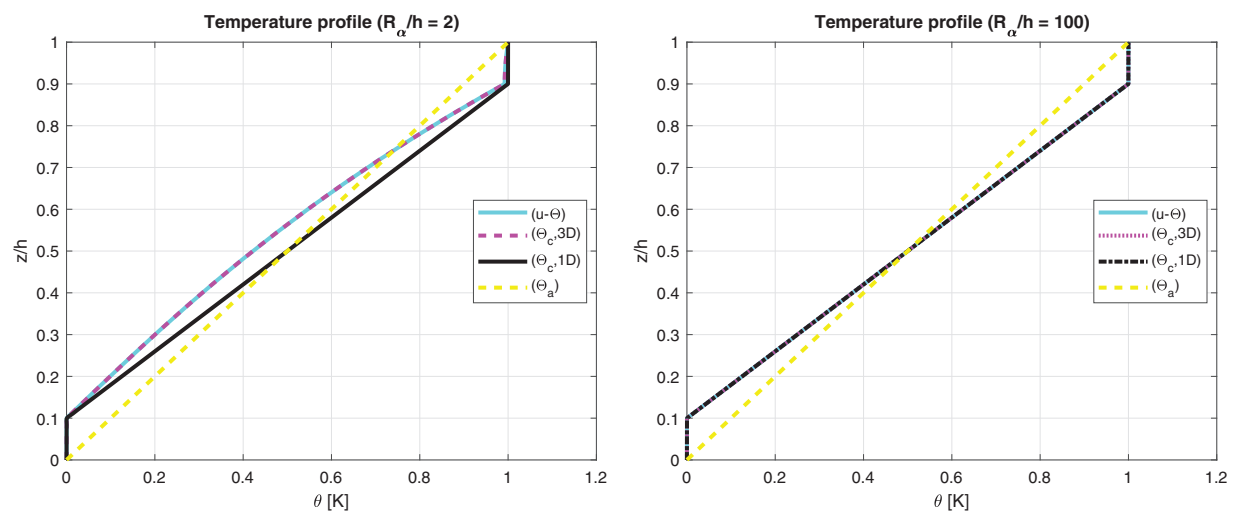 Temperature profile (R_α/h = 2)
1
0.9
0.8
0.7
0.6
0.5
0.4
0.3
0.2
0.1
0
z/h
(u-Θ)
(Θ_c,3D)
(Θ_c,1D)
(Θ_a)
0 0.2 0.4 0.6 0.8 1 1.2
θ [K]
Temperature profile (R_α/h = 100)
1
0.9
0.8
0.7
0.6
0.5
0.4
0.3
0.2
0.1
0
z/h
(u-Θ)
(Θ_c,3D)
(Θ_c,1D)
(Θ_a)
0 0.2 0.4 0.6 0.8 1 1.2
θ [K]